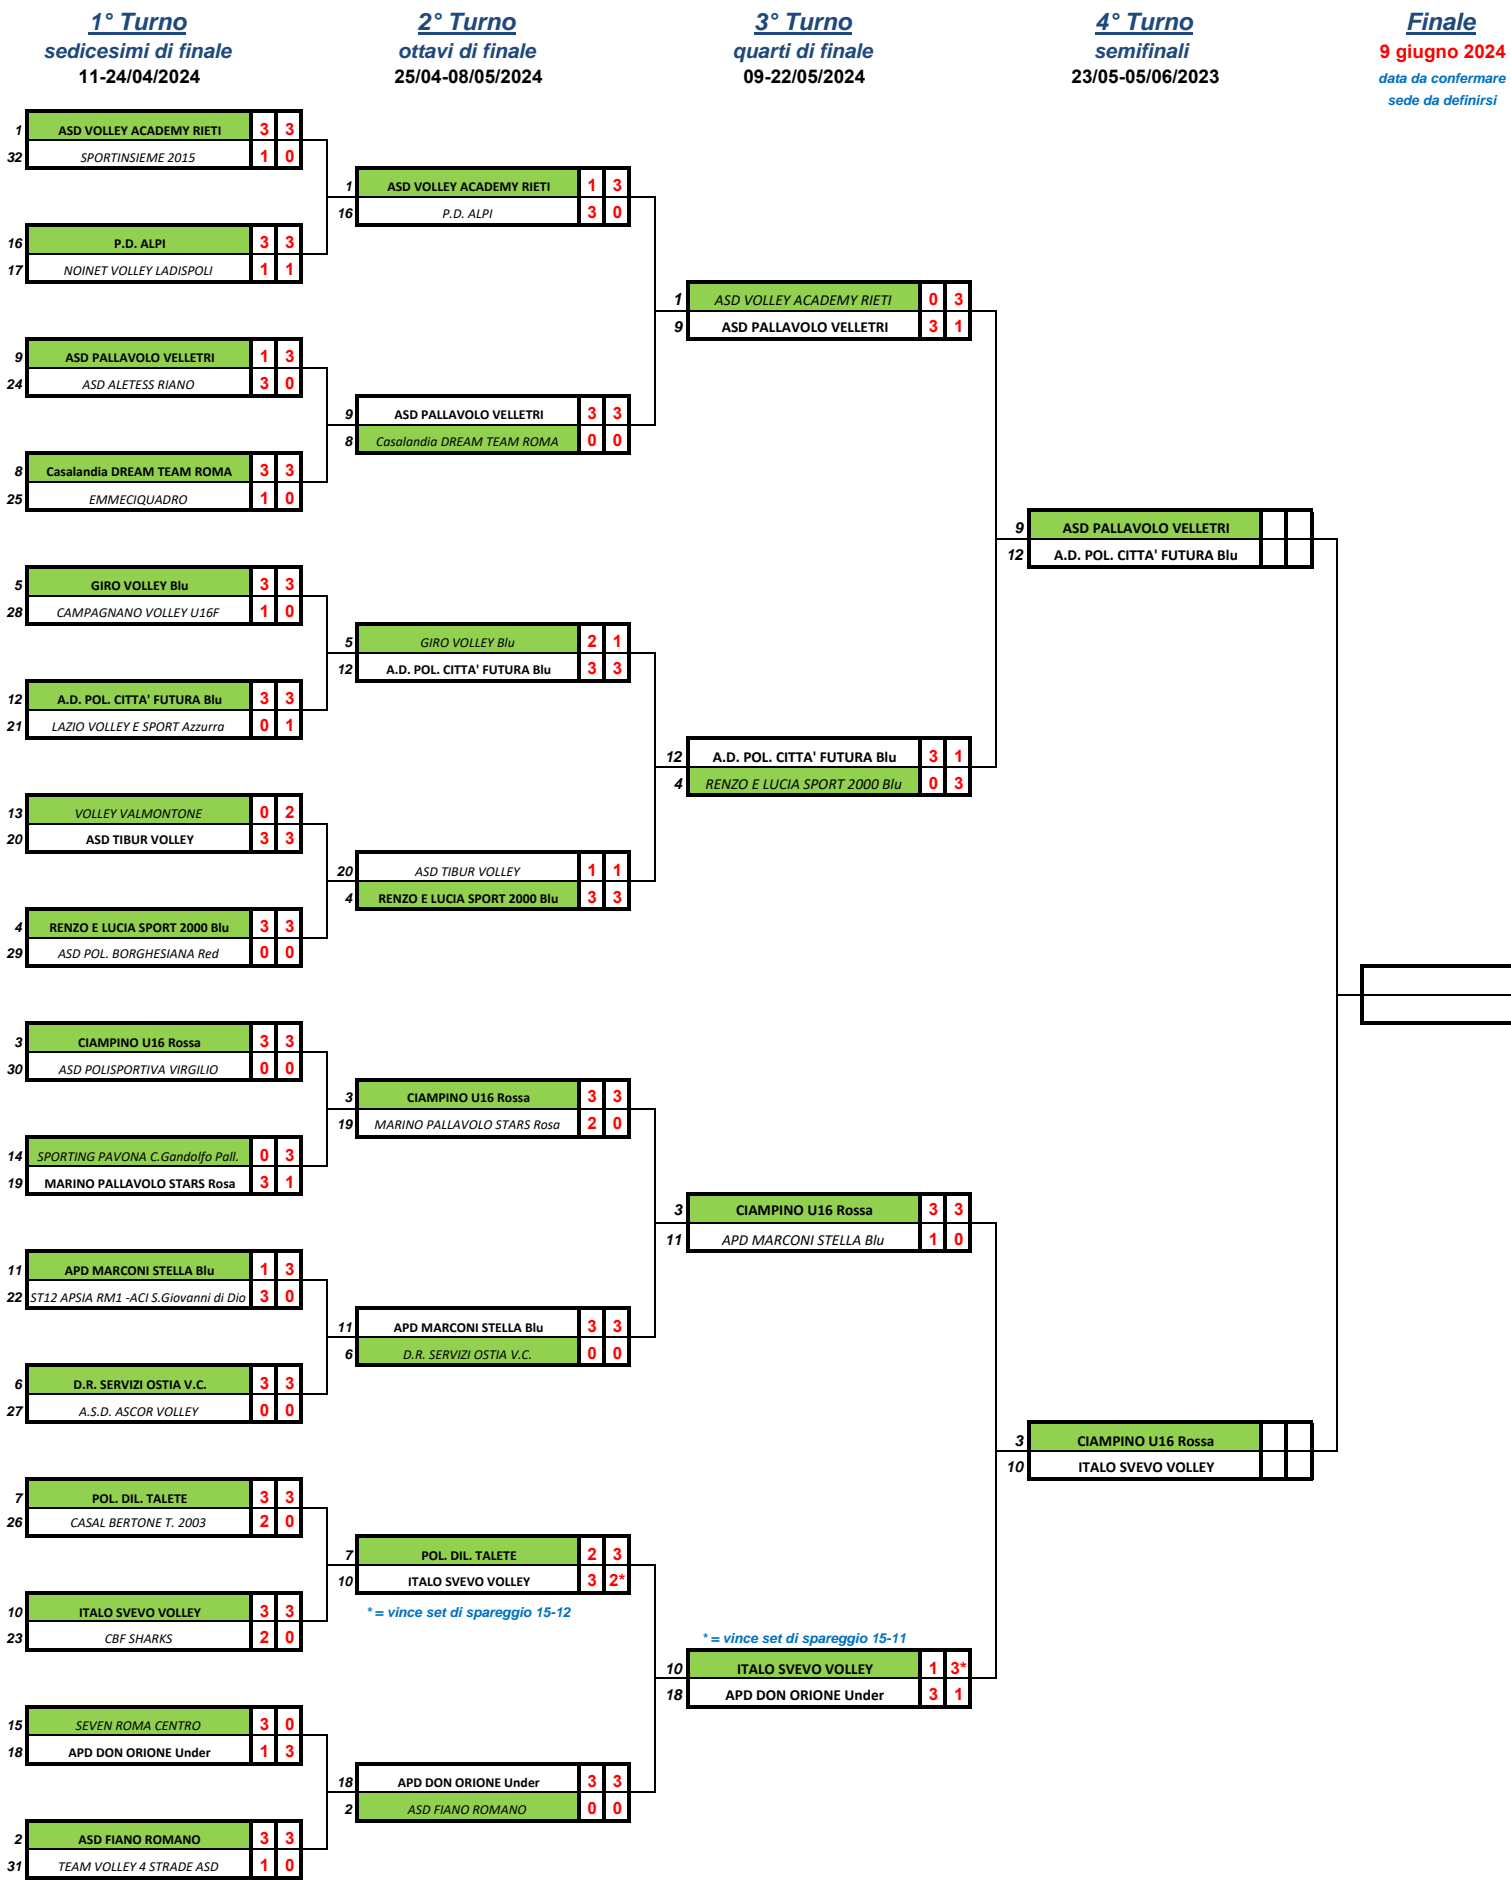 1° Turno
sedicesimi di finale
11-24/04/2024
2° Turno
ottavi di finale
25/04-08/05/2024
3° Turno
quarti di finale
09-22/05/2024
4° Turno
semifinali
23/05-05/06/2023
Finale
9 giugno 2024
data da confermare
sede da definirsi
1 ASD VOLLEY ACADEMY RIETI 3 3
32 SPORTINSIEME 2015 1 0
16 P.D. ALPI 3 3
17 NOINET VOLLEY LADISPOLI 1 1
9 ASD PALLAVOLO VELLETRI 1 3
24 ASD ALETESS RIANO 3 0
8 Casalandia DREAM TEAM ROMA 3 3
25 EMMECIQUADRO 1 0
5 GIRO VOLLEY Blu 3 3
28 CAMPAGNANO VOLLEY U16F 1 0
12 A.D. POL. CITTA' FUTURA Blu 3 3
21 LAZIO VOLLEY E SPORT Azzurra 0 1
13 VOLLEY VALMONTONE 0 2
20 ASD TIBUR VOLLEY 3 3
4 RENZO E LUCIA SPORT 2000 Blu 3 3
29 ASD POL. BORGHESIANA Red 0 0
3 CIAMPINO U16 Rossa 3 3
30 ASD POLISPORTIVA VIRGILIO 0 0
14 SPORTING PAVONA C.Gandolfo Pall. 0 3
19 MARINO PALLAVOLO STARS Rosa 3 1
11 APD MARCONI STELLA Blu 1 3
22 ST12 APSIA RM1 -ACI S.Giovanni di Dio 3 0
6 D.R. SERVIZI OSTIA V.C. 3 3
27 A.S.D. ASCOR VOLLEY 0 0
7 POL. DIL. TALETE 3 3
26 CASAL BERTONE T. 2003 2 0
10 ITALO SVEVO VOLLEY 3 3
23 CBF SHARKS 2 0
15 SEVEN ROMA CENTRO 3 0
18 APD DON ORIONE Under 1 3
2 ASD FIANO ROMANO 3 3
31 TEAM VOLLEY 4 STRADE ASD 1 0
1 ASD VOLLEY ACADEMY RIETI 1 3
16 P.D. ALPI 3 0
9 ASD PALLAVOLO VELLETRI 3 3
8 Casalandia DREAM TEAM ROMA 0 0
5 GIRO VOLLEY Blu 2 1
12 A.D. POL. CITTA' FUTURA Blu 3 3
20 ASD TIBUR VOLLEY 1 1
4 RENZO E LUCIA SPORT 2000 Blu 3 3
3 CIAMPINO U16 Rossa 3 3
19 MARINO PALLAVOLO STARS Rosa 2 0
11 APD MARCONI STELLA Blu 3 3
6 D.R. SERVIZI OSTIA V.C. 0 0
7 POL. DIL. TALETE 2 3
10 ITALO SVEVO VOLLEY 3 2*
* = vince set di spareggio 15-12
18 APD DON ORIONE Under 3 3
2 ASD FIANO ROMANO 0 0
1 ASD VOLLEY ACADEMY RIETI 0 3
9 ASD PALLAVOLO VELLETRI 3 1
12 A.D. POL. CITTA' FUTURA Blu 3 1
4 RENZO E LUCIA SPORT 2000 Blu 0 3
3 CIAMPINO U16 Rossa 3 3
11 APD MARCONI STELLA Blu 1 0
* = vince set di spareggio 15-11
10 ITALO SVEVO VOLLEY 1 3*
18 APD DON ORIONE Under 3 1
9 ASD PALLAVOLO VELLETRI
12 A.D. POL. CITTA' FUTURA Blu
3 CIAMPINO U16 Rossa
10 ITALO SVEVO VOLLEY